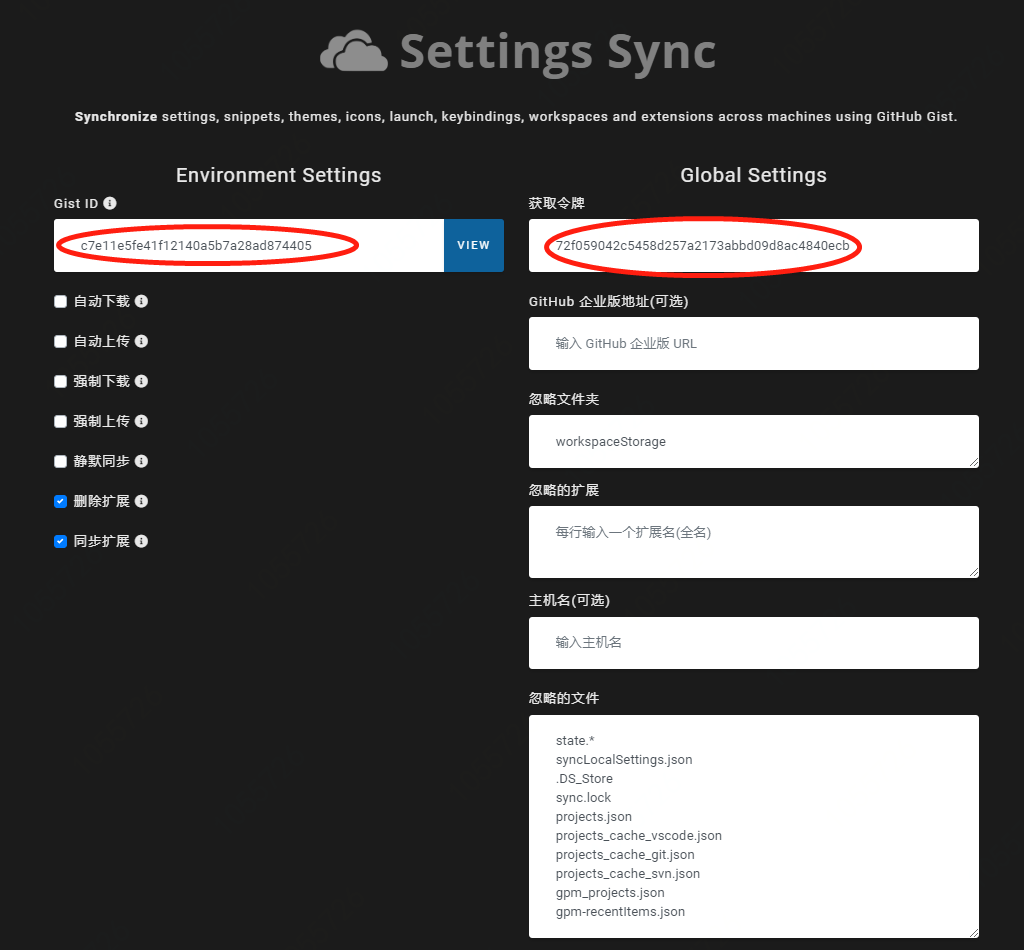 Settings Sync
Synchronize settings, snippets, themes, icons, launch, keybindings, workspaces and extensions across machines using GitHub Gist.
Environment Settings
Gist ID
c7e11e5fe41f12140a5b7a28ad874405
VIEW
自动下载
自动上传
强制下载
强制上传
静默同步
删除扩展
同步扩展
Global Settings
获取令牌
72f059042c5458d257a2173abbd09d8ac4840ecb
GitHub 企业版地址(可选)
输入 GitHub 企业版 URL
忽略文件夹
workspaceStorage
忽略的扩展
每行输入一个扩展名(全名)
主机名(可选)
输入主机名
忽略的文件
state.*
syncLocalSettings.json
.DS_Store
sync.lock
projects.json
projects_cache_vscode.json
projects_cache_git.json
projects_cache_svn.json
gpm_projects.json
gpm-recentItems.json